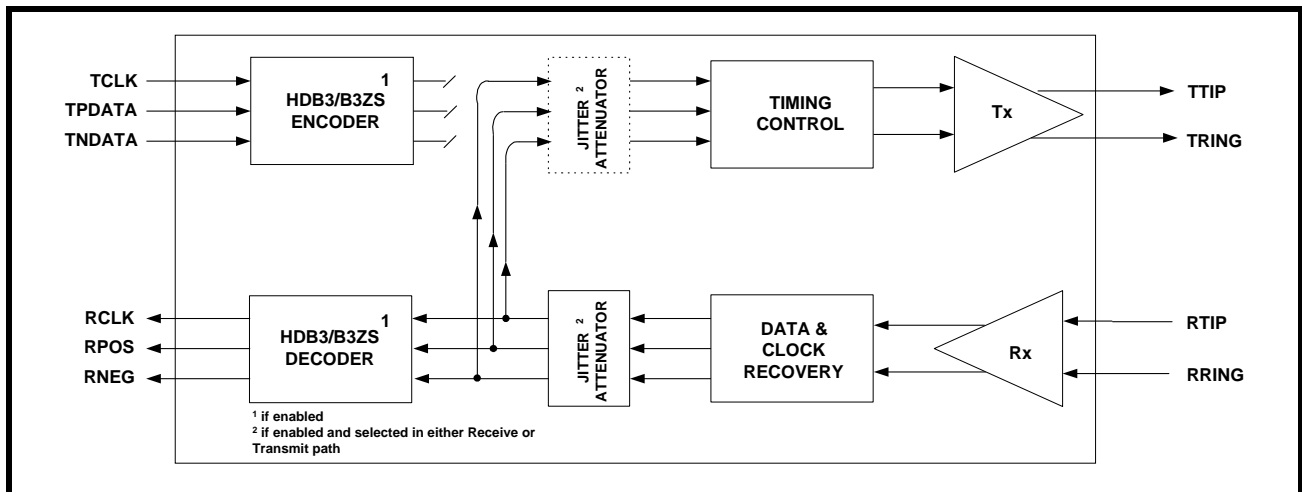 TCLK
TPDATA
TNDATA
HDB3/B3ZS 1
ENCODER
JITTER 2
ATTENUATOR
TIMING
CONTROL
Tx
TTIP
TRING
RCLK
RPOS
RNEG
HDB3/B3ZS 1
DECODER
JITTER 2
ATTENUATOR
DATA &
CLOCK
RECOVERY
Rx
RTIP
RRING
1 if enabled
2 if enabled and selected in either Receive or
Transmit path